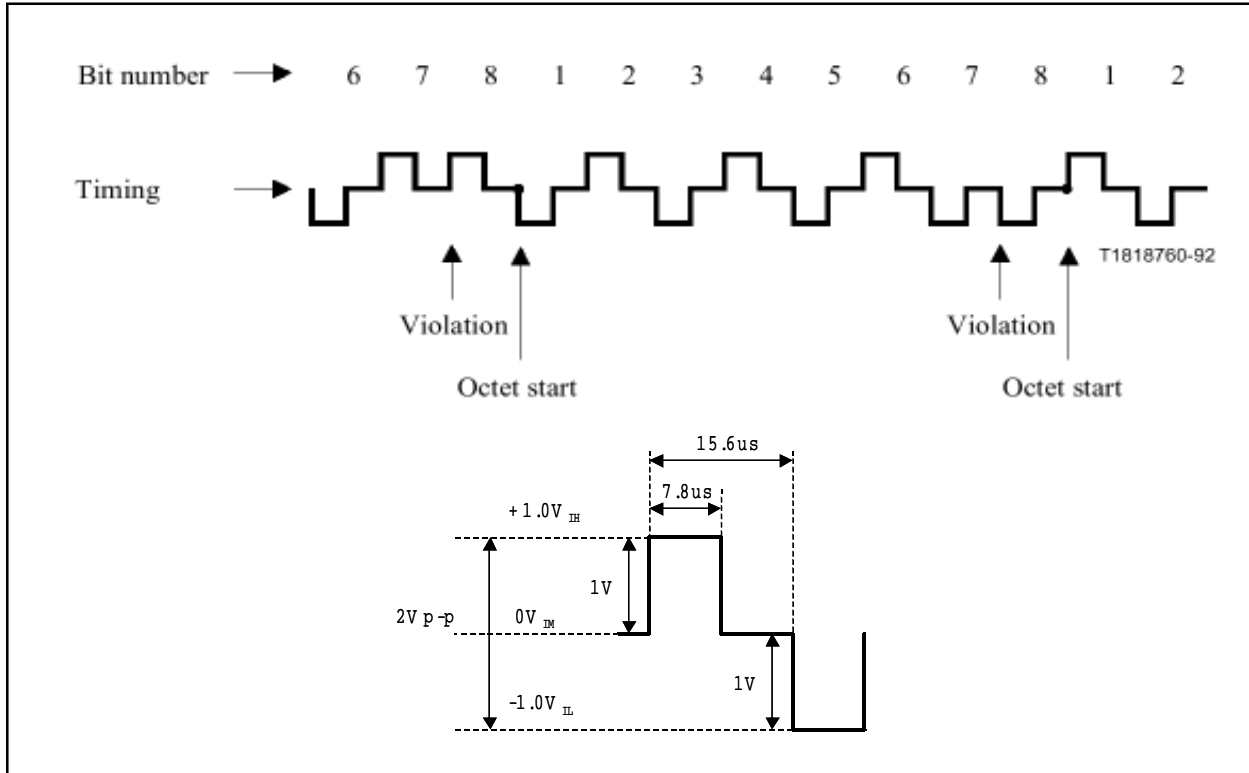 Bit number 6 7 8 1 2 3 4 5 6 7 8 1 2
Timing
T1818760-92
Violation Violation
Octet start Octet start
15.6us
7.8us
+1.0V IH
1V
2V p-p 0V IM
1V
-1.0V IL